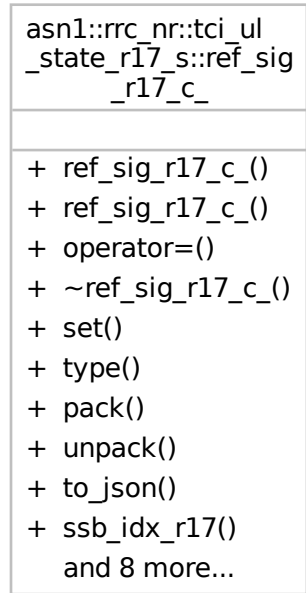 asn1::rrc_nr::tci_ul
_state_r17_s::ref_sig
_r17_c_
+ ref_sig_r17_c_()
+ ref_sig_r17_c_()
+ operator=()
+ ~ref_sig_r17_c_()
+ set()
+ type()
+ pack()
+ unpack()
+ to_json()
+ ssb_idx_r17()
and 8 more...